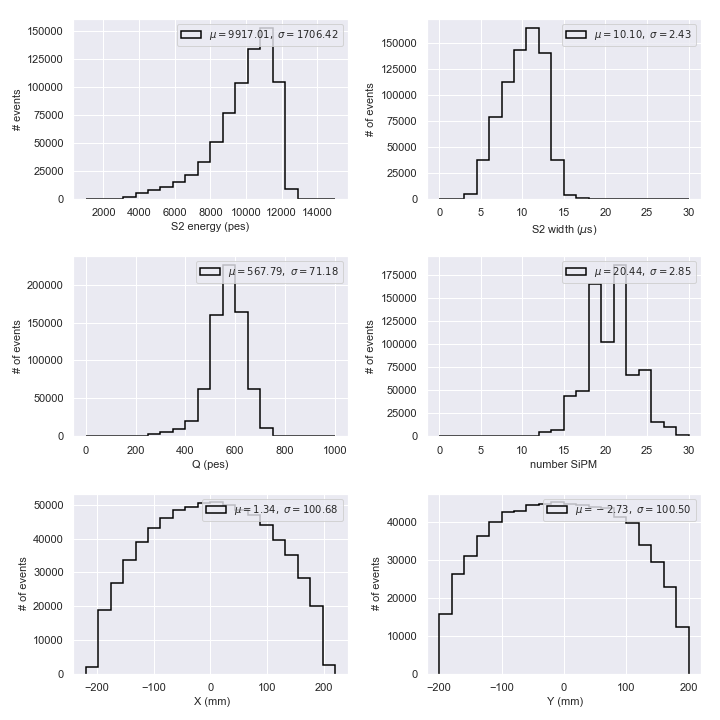 μ = 9917.01, σ = 1706.42
# events
150000
125000
100000
75000
50000
25000
0
2000 4000 6000 8000 10000 12000 14000
S2 energy (pes)
μ = 10.10, σ = 2.43
# of events
150000
125000
100000
75000
50000
25000
0
0 5 10 15 20 25 30
S2 width (μs)
μ = 567.79, σ = 71.18
# of events
200000
150000
100000
50000
0
0 200 400 600 800 1000
Q (pes)
μ = 20.44, σ = 2.85
# of events
175000
150000
125000
100000
75000
50000
25000
0
0 5 10 15 20 25 30
number SiPM
μ = 1.34, σ = 100.68
# of events
50000
40000
30000
20000
10000
0
−200 −100 0 100 200
X (mm)
μ = −2.73, σ = 100.50
# of events
40000
30000
20000
10000
0
−200 −100 0 100 200
Y (mm)